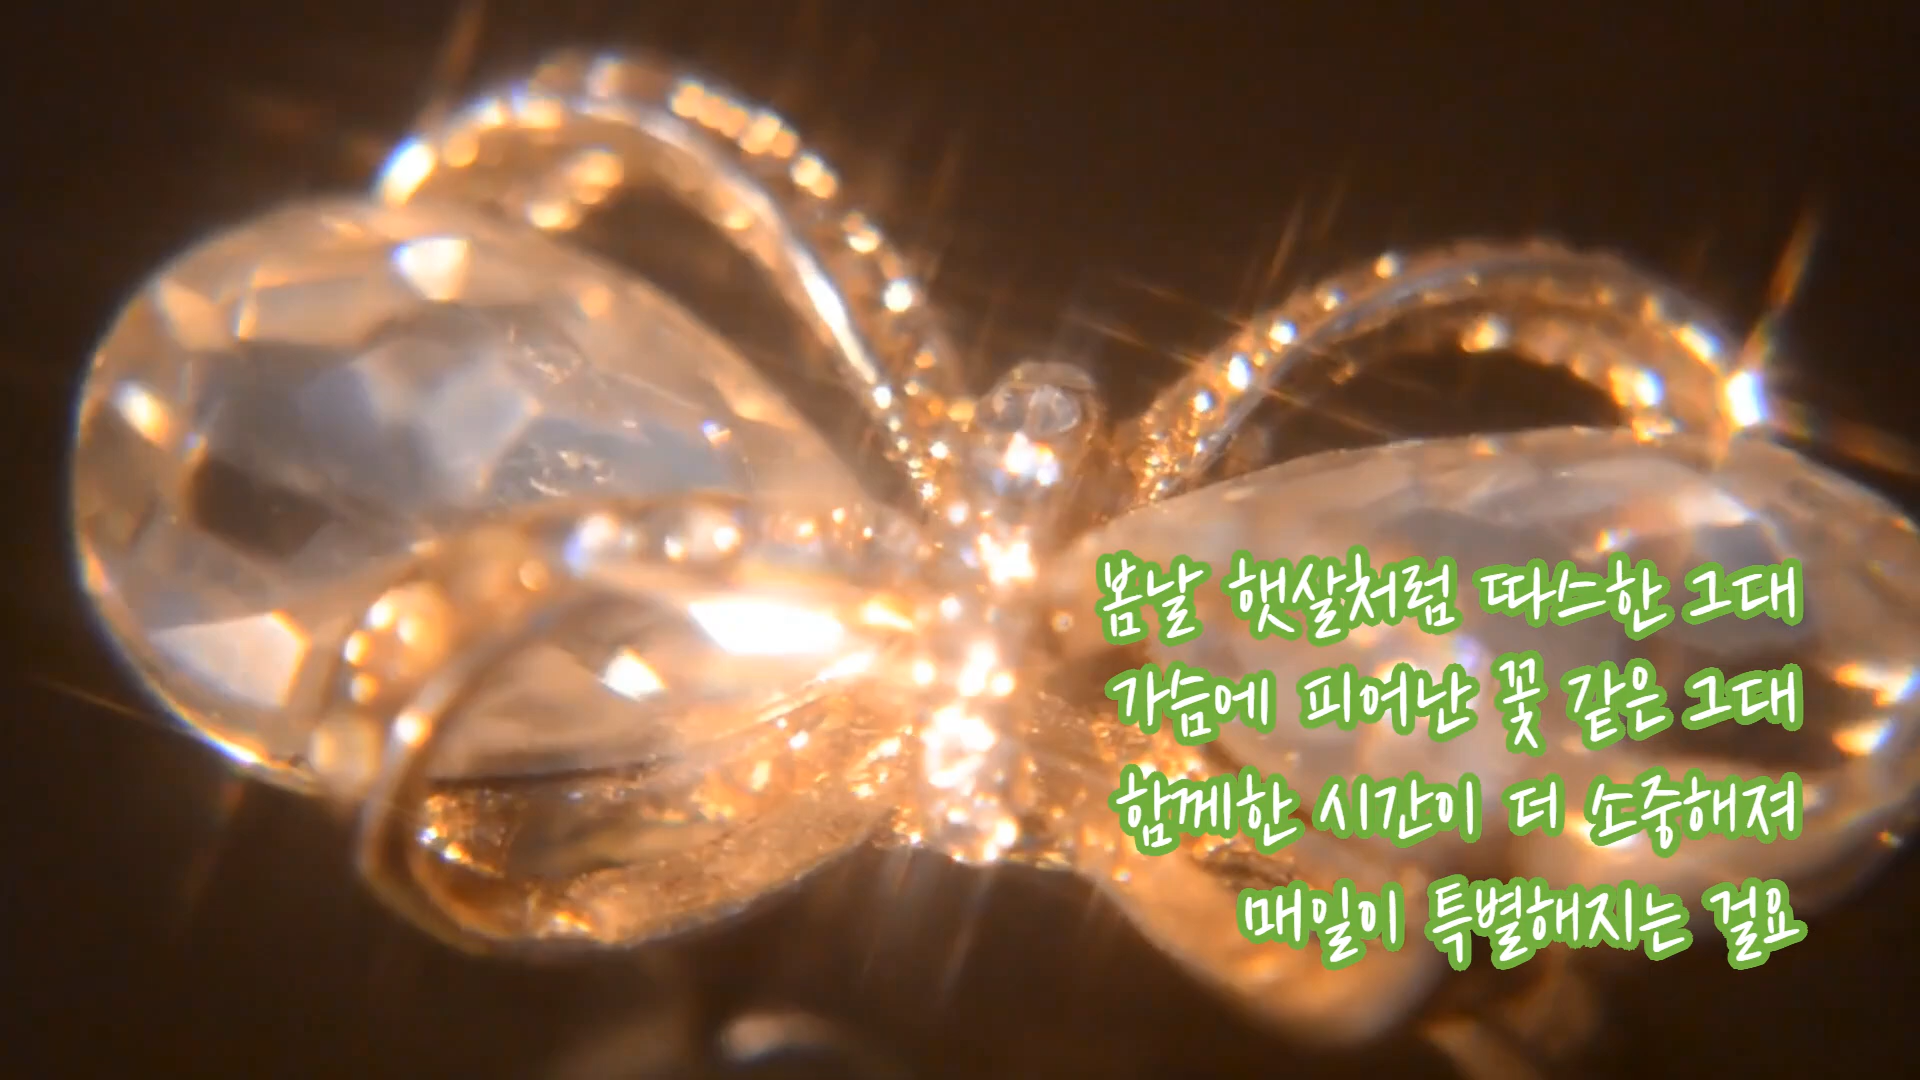 봄날 햇살처럼 따스한 그대
가슴에 피어난 꽃 같은 그대
함께한 시간이 더 소중해져
매일이 특별해지는 걸요